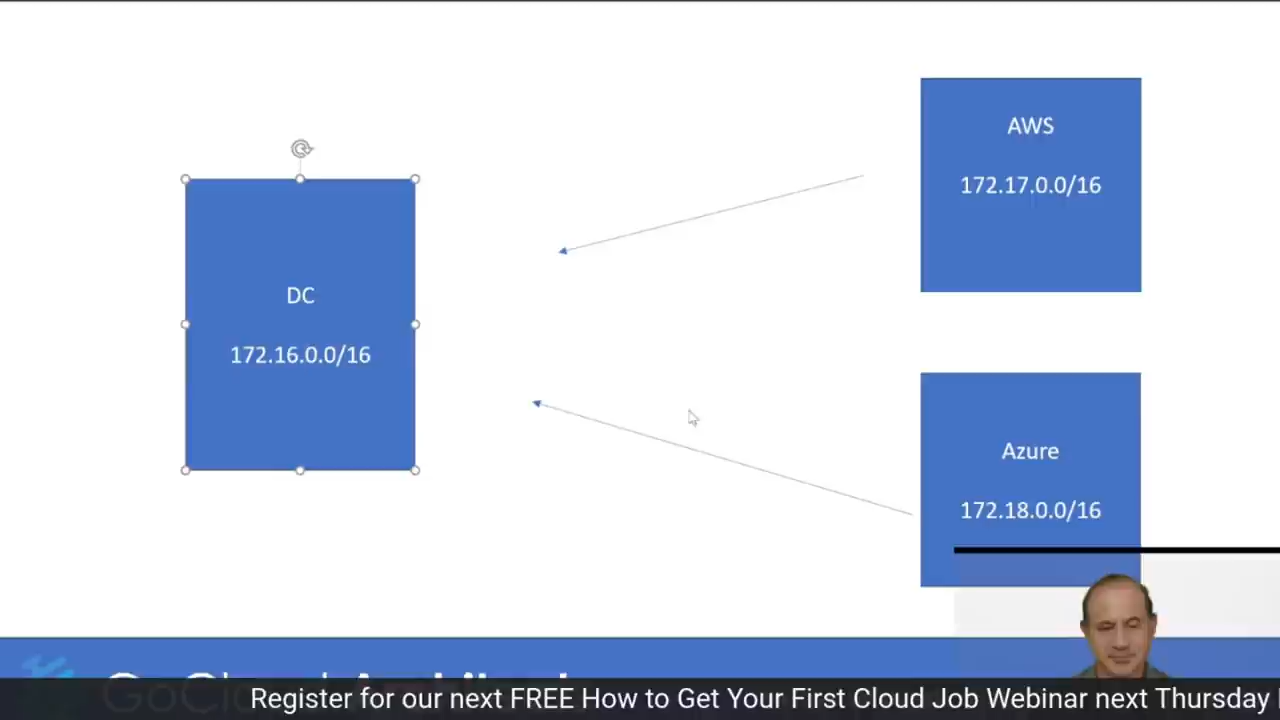 AWS
172.17.0.0/16
DC
172.16.0.0/16
Azure
172.18.0.0/16
Register for our next FREE How to Get Your First Cloud Job Webinar next Thursday